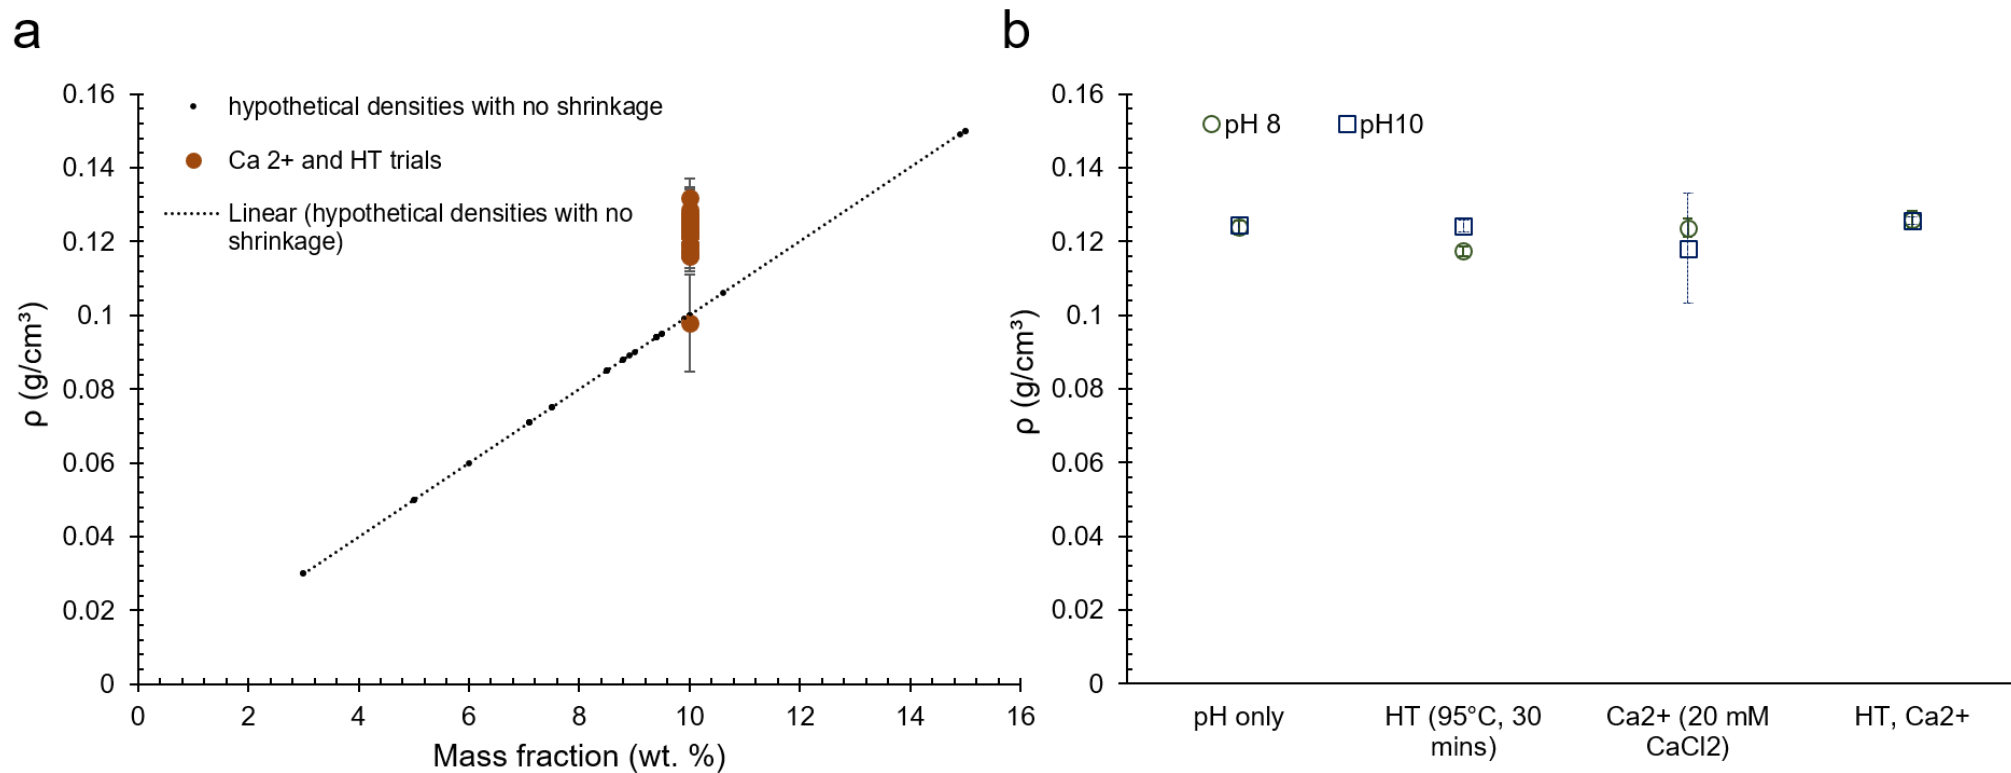 a
0.16
0.14
0.12
0.1
0.08
0.06
0.04
0.02
0
ρ (g/cm³)
hypothetical densities with no shrinkage
Ca 2+ and HT trials
Linear (hypothetical densities with no
shrinkage)
0 2 4 6 8 10 12 14 16
Mass fraction (wt. %)
b
0.16
0.14
0.12
0.1
0.08
0.06
0.04
0.02
0
ρ (g/cm³)
pH 8 pH10
pH only
HT (95°C, 30
mins)
Ca2+ (20 mM
CaCl2)
HT, Ca2+